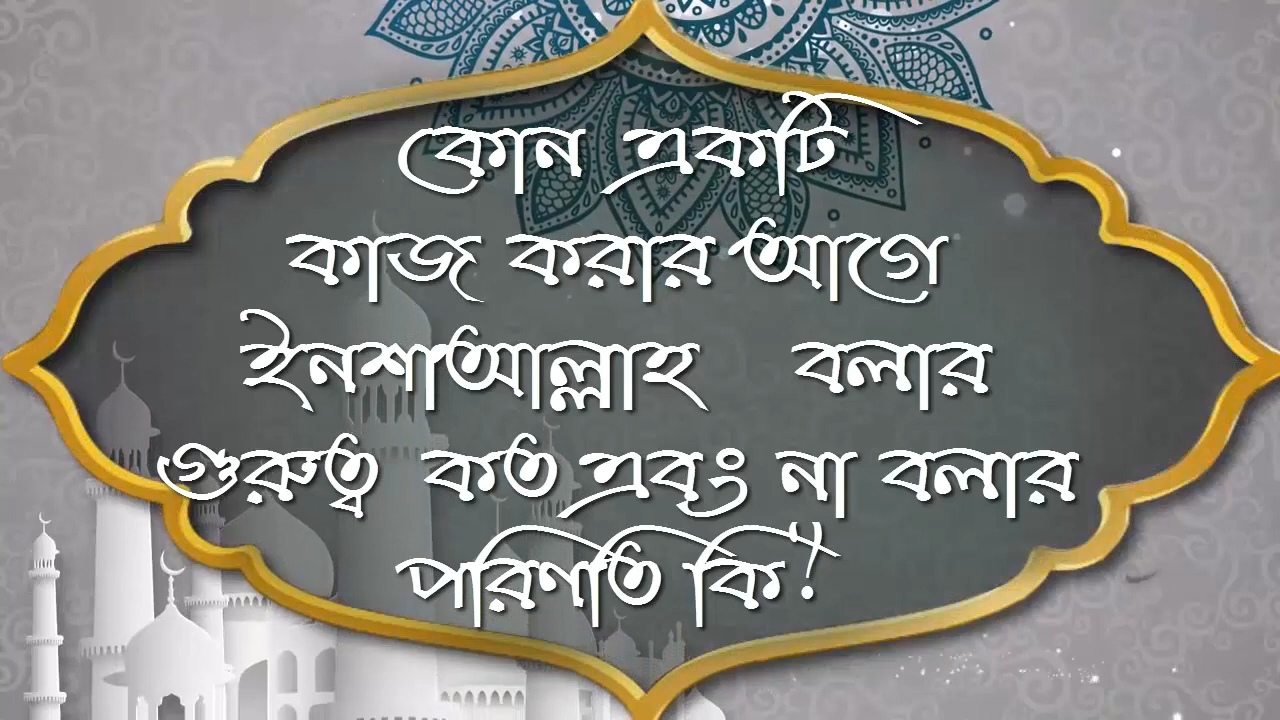 কোন একটি
কাজ করার আগে
ইনশাআল্লাহ বলার
গুরুত্ব কত এবং না বলার
পরিণতি কি!